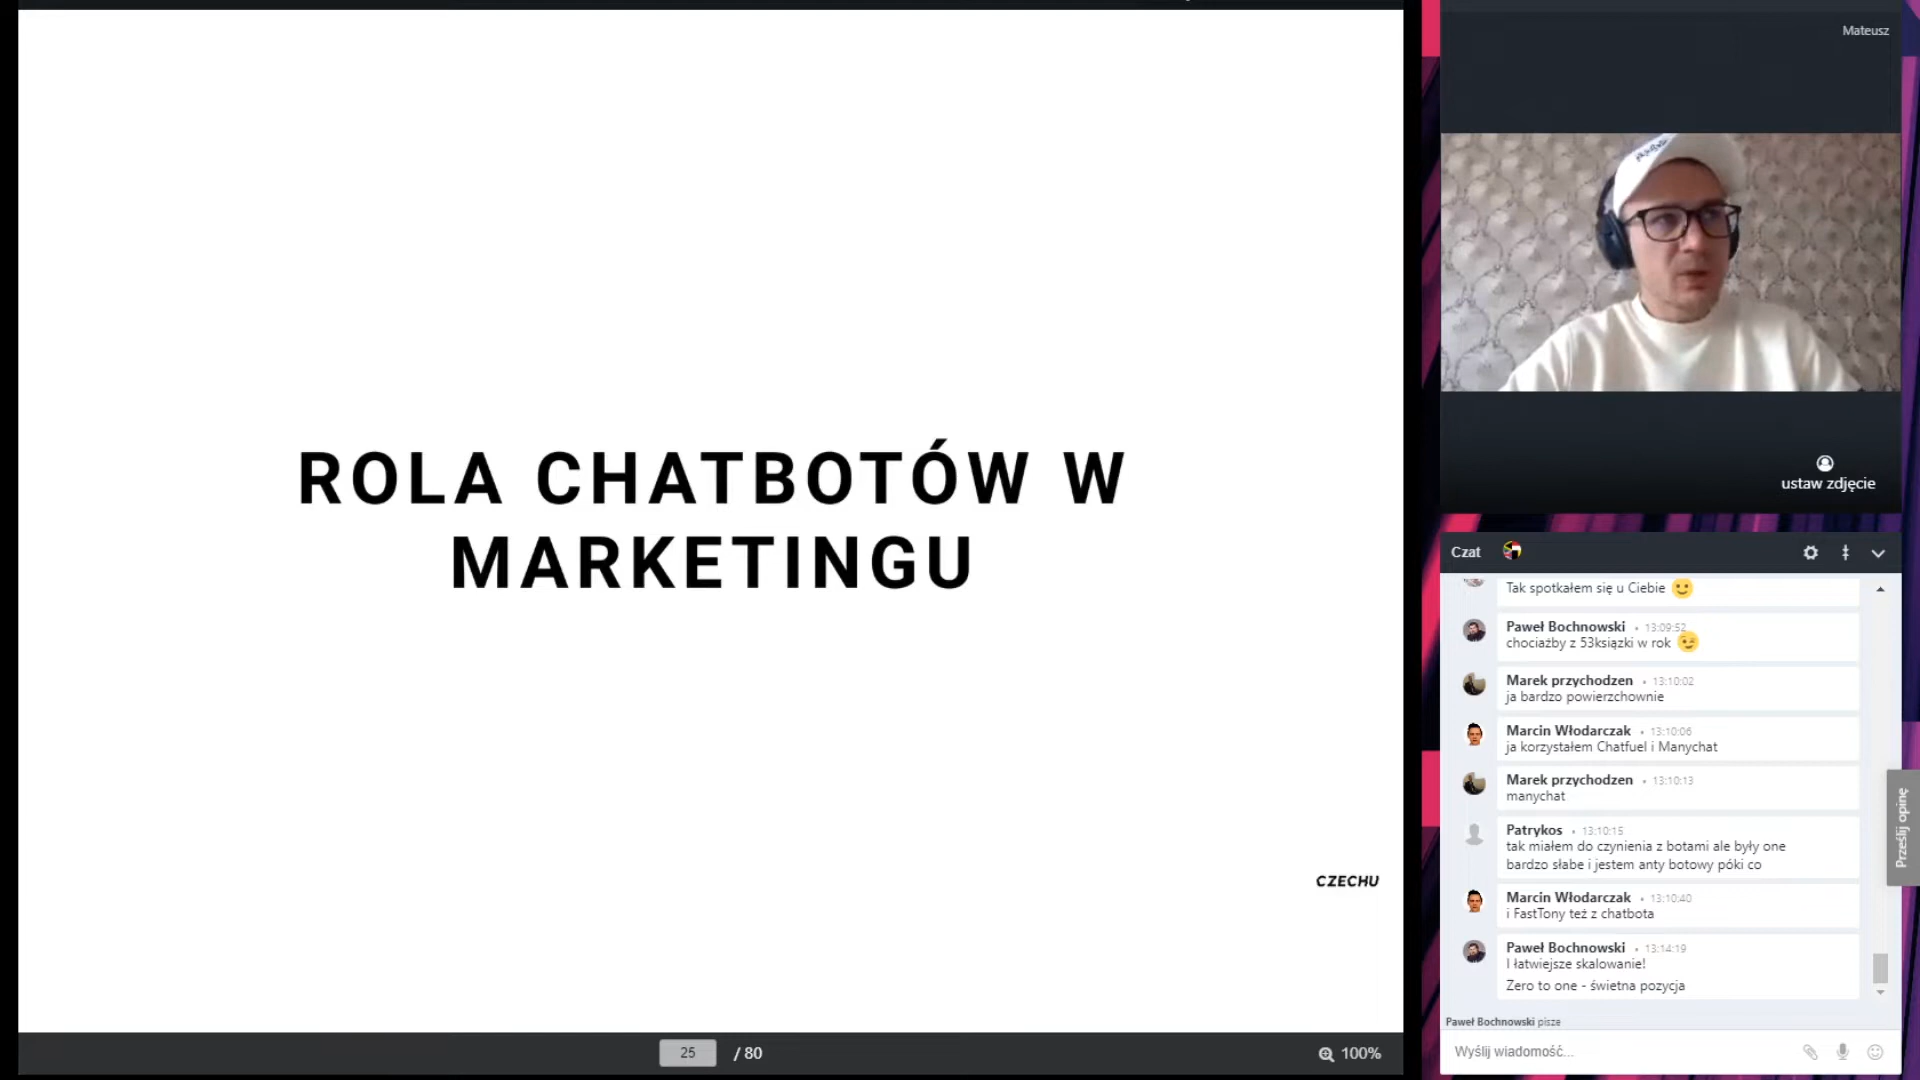 ROLA CHATBOTÓW W
MARKETINGU
CZECHU
25 / 80
100%
Mateusz
ustaw zdjęcie
Czat
Tak spotkałem się u Ciebie
Paweł Bochnowski • 13:09:52
chociażby z 53książki w rok
Marek przychodzen • 13:10:02
ja bardzo powierzchownie
Marcin Włodarczak • 13:10:06
ja korzystałem Chatfuel i Manychat
Marek przychodzen • 13:10:13
manychat
Patrykos • 13:10:15
tak miałem do czynienia z botami ale były one
bardzo słabe i jestem anty botowy póki co
Marcin Włodarczak • 13:10:40
i FastTony też z chatbota
Paweł Bochnowski • 13:14:19
I łatwiejsze skalowanie!
Zero to one - świetna pozycja
Paweł Bochnowski pisze
Wyślij wiadomość...
Prześlij opinę